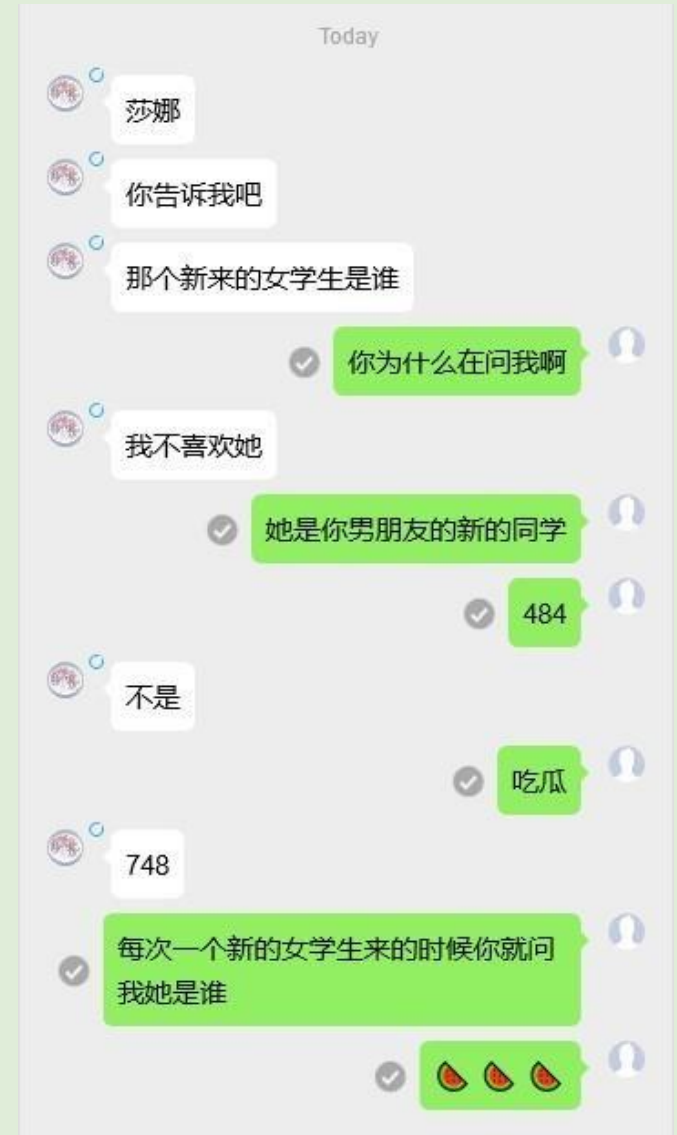 Today
莎娜
你告诉我吧
那个新来的女学生是谁
你为什么在问我啊
我不喜欢她
她是你男朋友的新的同学
484
不是
吃瓜
748
每次一个新的女学生来的时候你就问
我她是谁
🍉🍉🍉